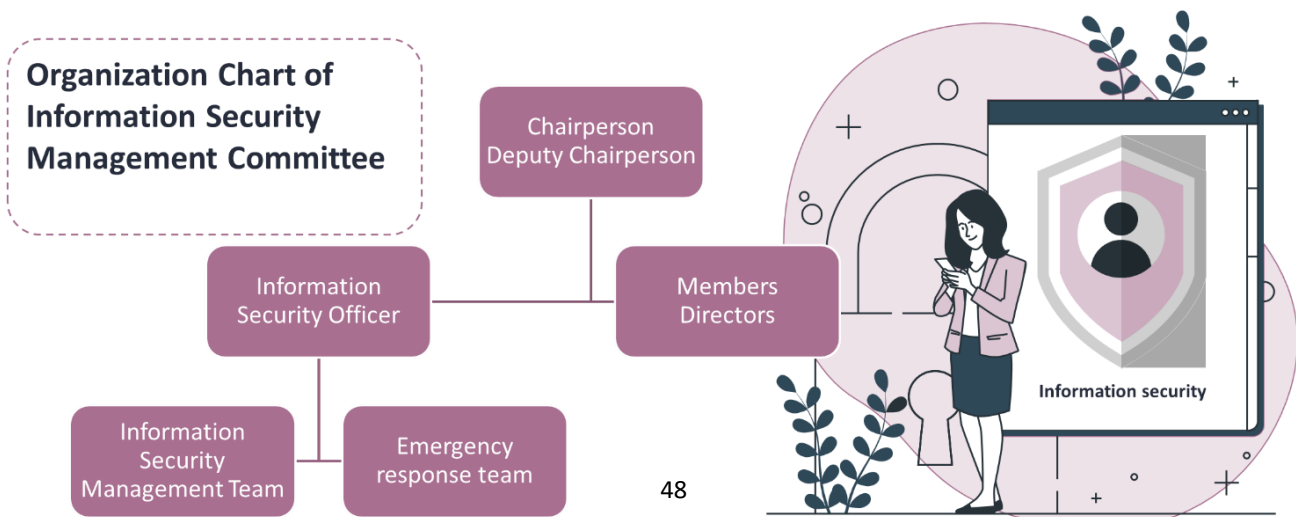 Organization Chart of
Information Security
Management Committee
Chairperson
Deputy Chairperson
Information
Security Officer
Members
Directors
Information
Security
Management Team
Emergency
response team
Information security
48